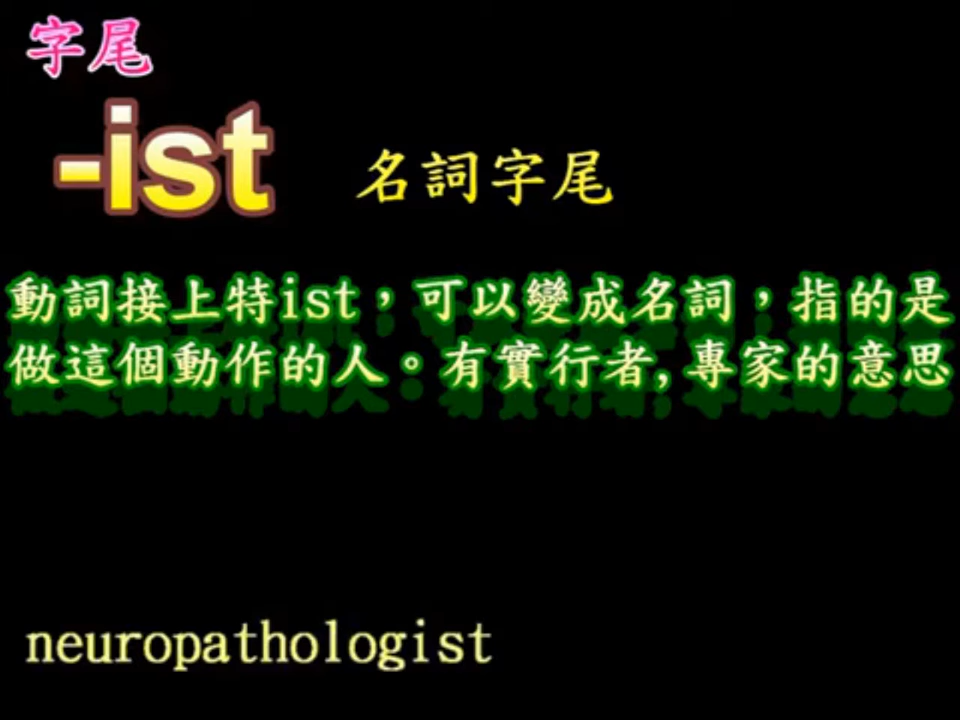 字尾
-ist 名詞字尾
動詞接上特ist，可以變成名詞，指的是
做這個動作的人。有實行者,專家的意思
neuropathologist